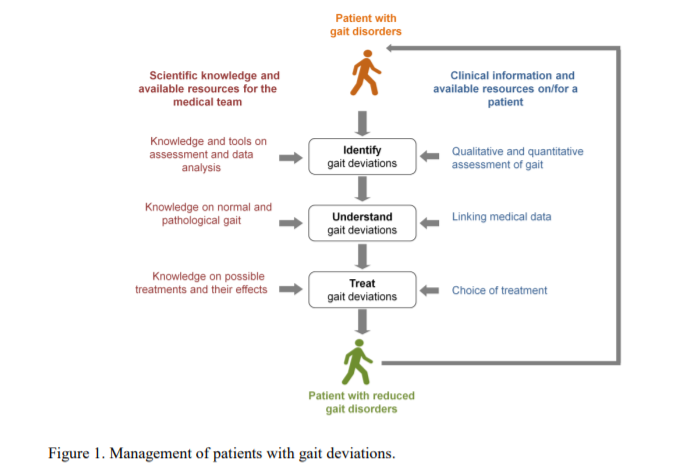 Patient with
gait disorders
Scientific knowledge and
available resources for the
medical team
Clinical information and
available resources on/for a
patient
Knowledge and tools on
assessment and data
analysis
Identify
gait deviations
Qualitative and quantitative
assessment of gait
Knowledge on normal and
pathological gait
Understand
gait deviations
Linking medical data
Knowledge on possible
treatments and their effects
Treat
gait deviations
Choice of treatment
Patient with reduced
gait disorders
Figure 1. Management of patients with gait deviations.